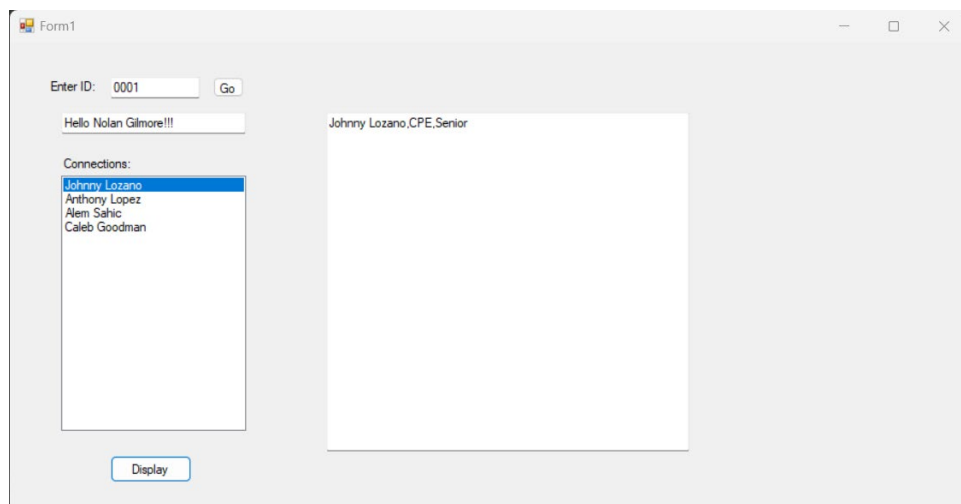 Form1
Enter ID: 0001 Go
Hello Nolan Gilmore!!!
Johnny Lozano,CPE,Senior
Connections:
Johnny Lozano
Anthony Lopez
Alem Sahic
Caleb Goodman
Display